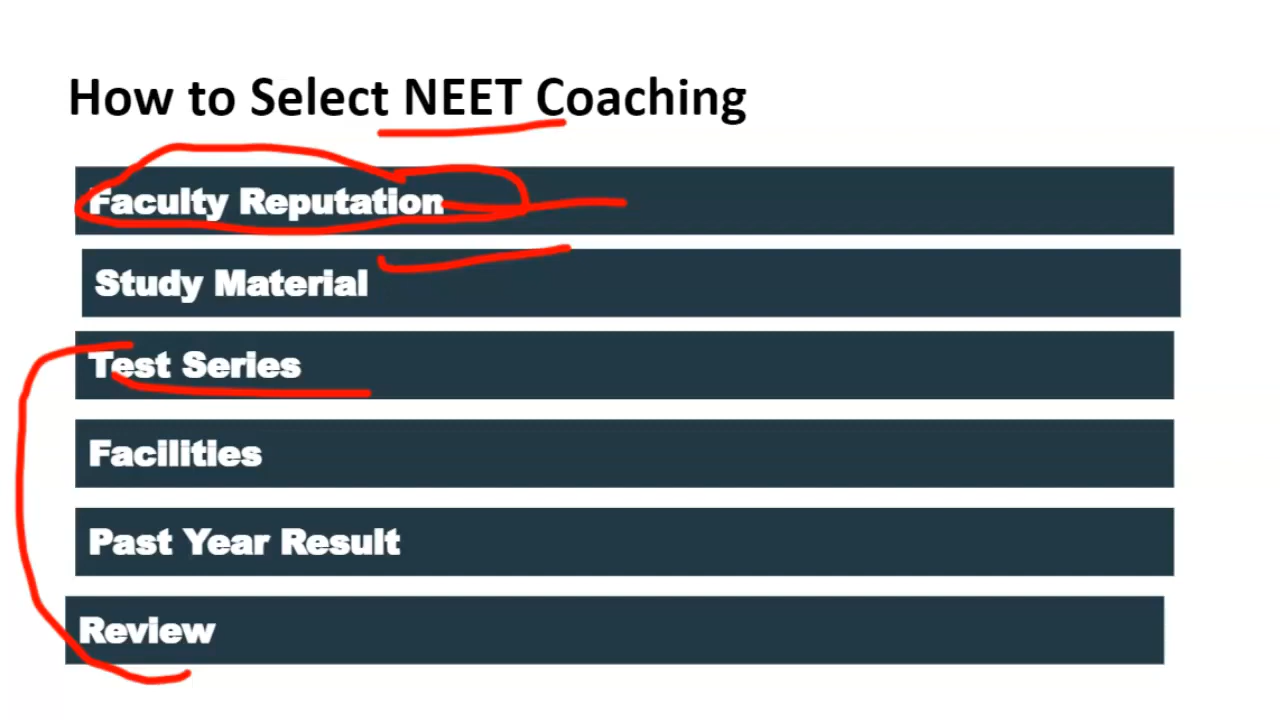 How to Select NEET Coaching
Faculty Reputation
Study Material
Test Series
Facilities
Past Year Result
Review